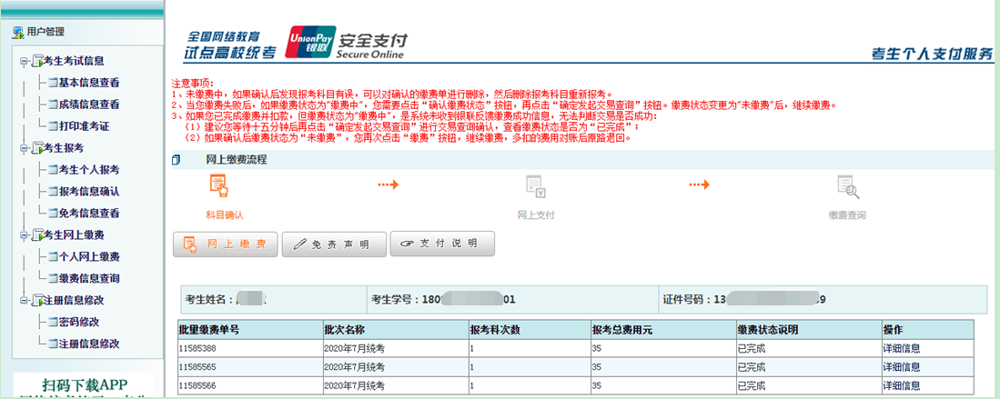 用户管理
考生考试信息
基本信息查看
成绩信息查看
打印准考证
考生报考
考生个人报考
报考信息确认
免考信息查看
考生网上缴费
个人网上缴费
缴费信息查询
注册信息修改
密码修改
注册信息修改
扫码下载APP
全国网络教育
试点高校统考
UnionPay
银联
安全支付
Secure Online
考生个人支付服务
注意事项:
1、未缴费中，如果确认后发现报考科目有误，可以对确认的缴费单进行删除，然后删除报考科目重新报考。
2、当您缴费失败后，如果缴费状态为"缴费中"，您需要点击“确认缴费状态”按钮，再点击“确定发起交易查询”按钮。缴费状态变更为"未缴费"后，继续缴费。
3、如果您已完成缴费并扣款，但缴费状态为"缴费中"，是系统未收到银联反馈缴费成功信息，无法判断交易是否成功：
（1）建议您等待十五分钟后再点击“确定发起交易查询”进行交易查询确认，查看缴费状态是否为“已完成”；
（2）如果确认后缴费状态为“未缴费”，您再次点击“缴费”按钮，继续缴费，多扣的费用对账后原路退回。
网上缴费流程
科目确认 网上支付 缴费查询
网上缴费 免责声明 支付说明
考生姓名： 考生学号：180 01 证件号码：13 9
批量缴费单号 批次名称 报考科次数 报考总费用元 缴费状态说明 操作
11585388 2020年7月统考 1 35 已完成 详细信息
11585565 2020年7月统考 1 35 已完成 详细信息
11585566 2020年7月统考 1 35 已完成 详细信息